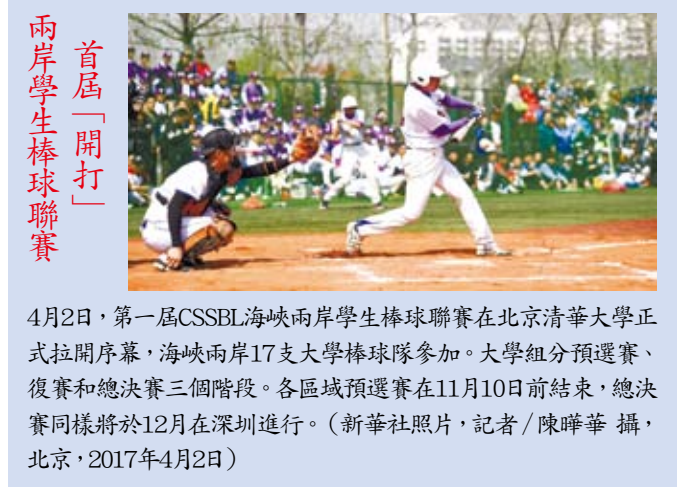 首屆「開打」
兩岸學生棒球聯賽
4月2日，第一屆CSSBL海峽兩岸學生棒球聯賽在北京清華大學正
式拉開序幕，海峽兩岸17支大學棒球隊參加。大學組分預選賽、
復賽和總決賽三個階段。各區域預選賽在11月10日前結束，總決
賽同樣將於12月在深圳進行。（新華社照片，記者／陳曄華 攝，
北京，2017年4月2日）